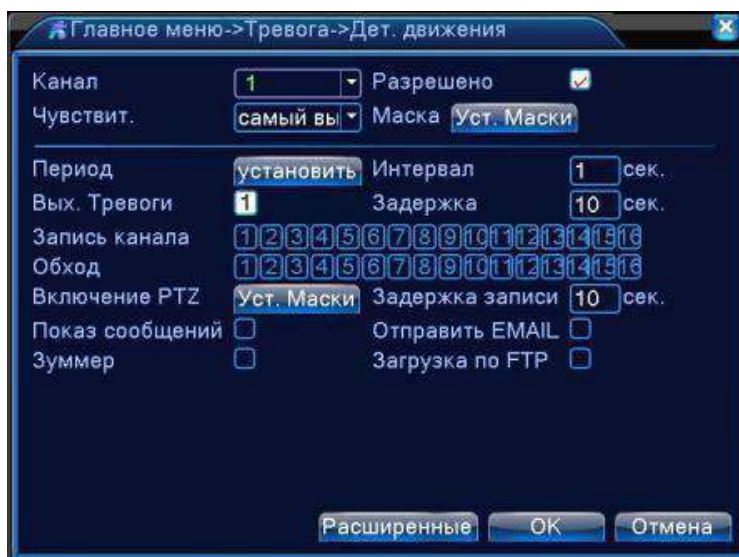 Главное меню->Тревога->Дет. движения
Канал 1 Разрешено
Чувствит. самый вы Маска Уст. Маски
Период установить Интервал 1 сек.
Вых. Тревоги 1 Задержка 10 сек.
Запись канала 1 2 3 4 5 6 7 8 9 10 11 12 13 14 15 16
Обход 1 2 3 4 5 6 7 8 9 10 11 12 13 14 15 16
Включение PTZ Уст. Маски Задержка записи 10 сек.
Показ сообщений Отправить EMAIL
Зуммер Загрузка по FTP
Расширенные OK Отмена